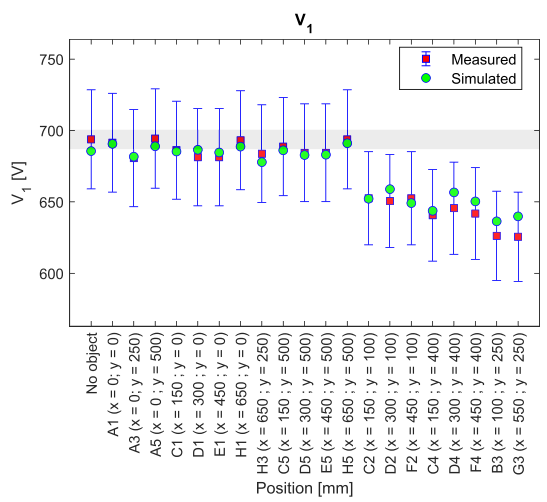 V1
Measured
Simulated
V1 [V]
750
700
650
600
No object
A1 (x = 0; y = 0)
A3 (x = 0; y = 250)
A5 (x = 0; y = 500)
C1 (x = 150 ; y = 0)
D1 (x = 300 ; y = 0)
E1 (x = 450 ; y = 0)
H1 (x = 650 ; y = 0)
H3 (x = 650 ; y = 250)
C5 (x = 150 ; y = 500)
D5 (x = 300 ; y = 500)
E5 (x = 450 ; y = 500)
H5 (x = 650 ; y = 500)
C2 (x = 150 ; y = 100)
D2 (x = 300 ; y = 100)
F2 (x = 450 ; y = 100)
C4 (x = 150 ; y = 400)
D4 (x = 300 ; y = 400)
F4 (x = 450 ; y = 400)
B3 (x = 100 ; y = 250)
G3 (x = 550 ; y = 250)
Position [mm]